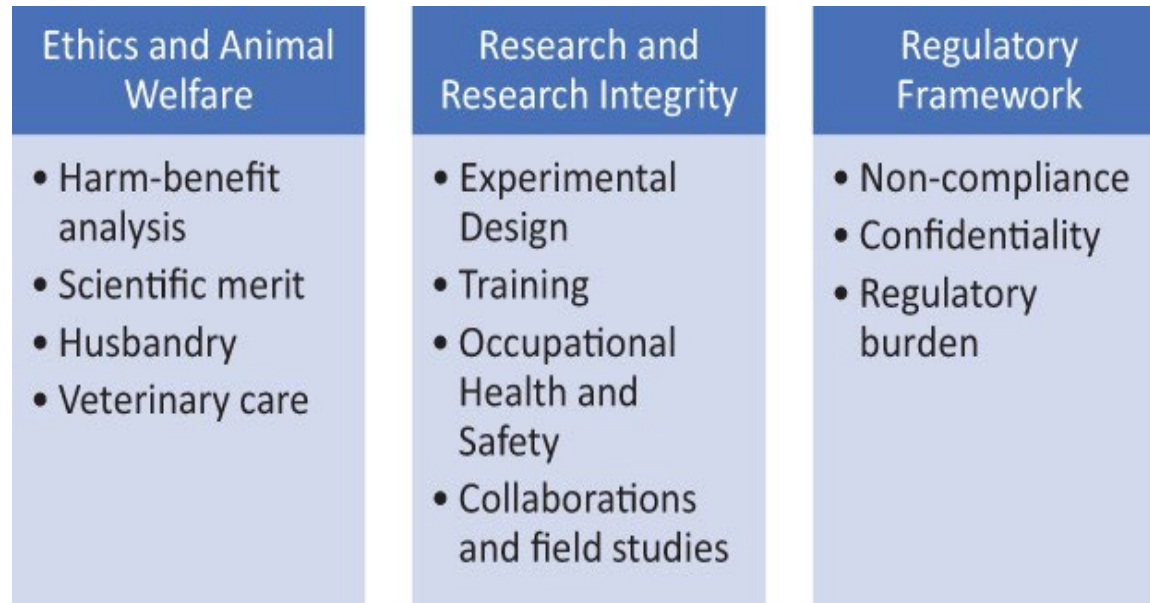 Ethics and Animal
Welfare
• Harm-benefit
analysis
• Scientific merit
• Husbandry
• Veterinary care
Research and
Research Integrity
• Experimental
Design
• Training
• Occupational
Health and
Safety
• Collaborations
and field studies
Regulatory
Framework
• Non-compliance
• Confidentiality
• Regulatory
burden